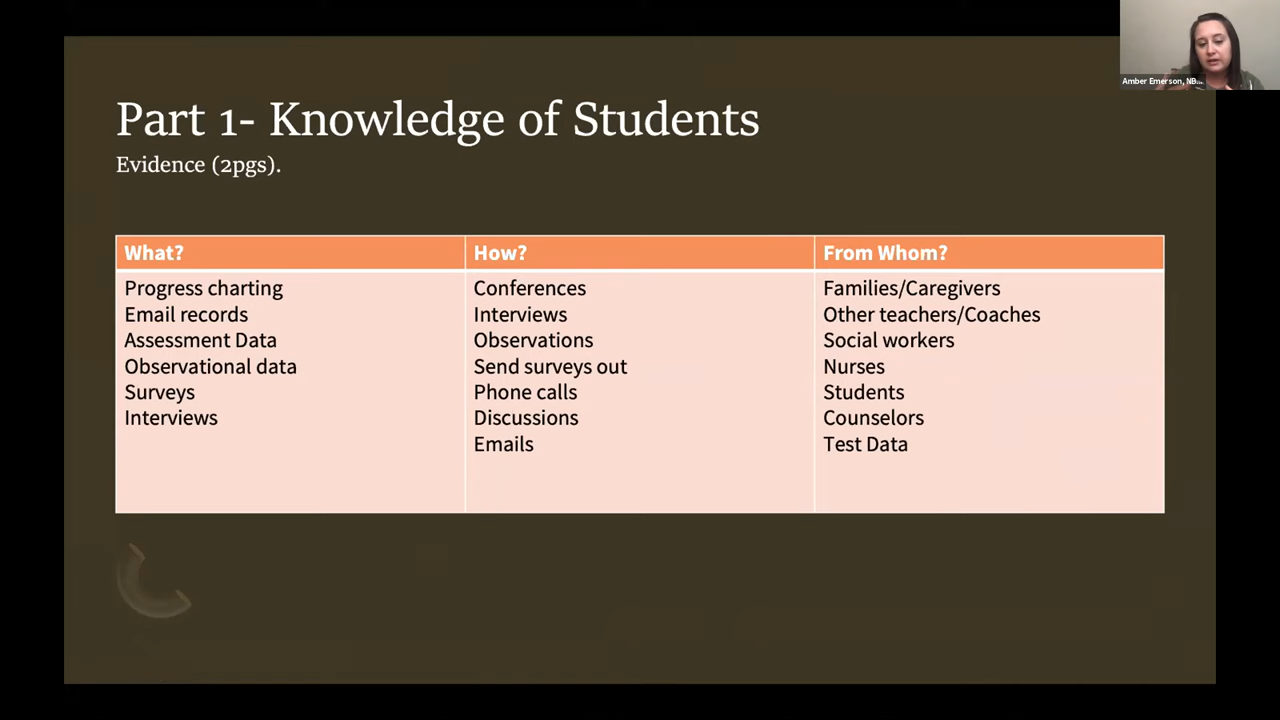 Amber Emerson, NB...
Part 1- Knowledge of Students
Evidence (2pgs).
What?
Progress charting
Email records
Assessment Data
Observational data
Surveys
Interviews
How?
Conferences
Interviews
Observations
Send surveys out
Phone calls
Discussions
Emails
From Whom?
Families/Caregivers
Other teachers/Coaches
Social workers
Nurses
Students
Counselors
Test Data